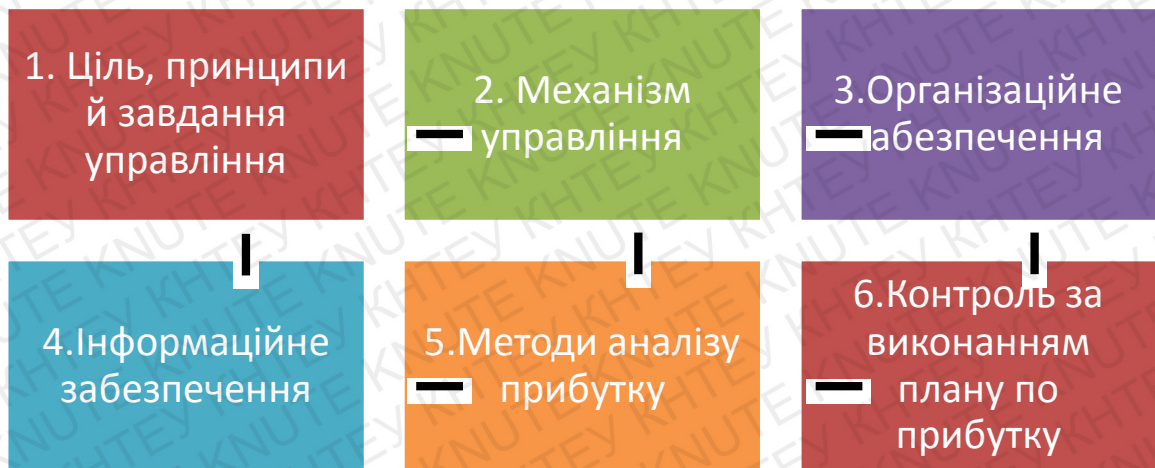 1. Ціль, принципи
й завдання
управління
2. Механізм
управління
3.Організаційне
абезпечення
4.Інформаційне
забезпечення
5.Методи аналізу
прибутку
6.Контроль за
виконанням
плану по
прибутку